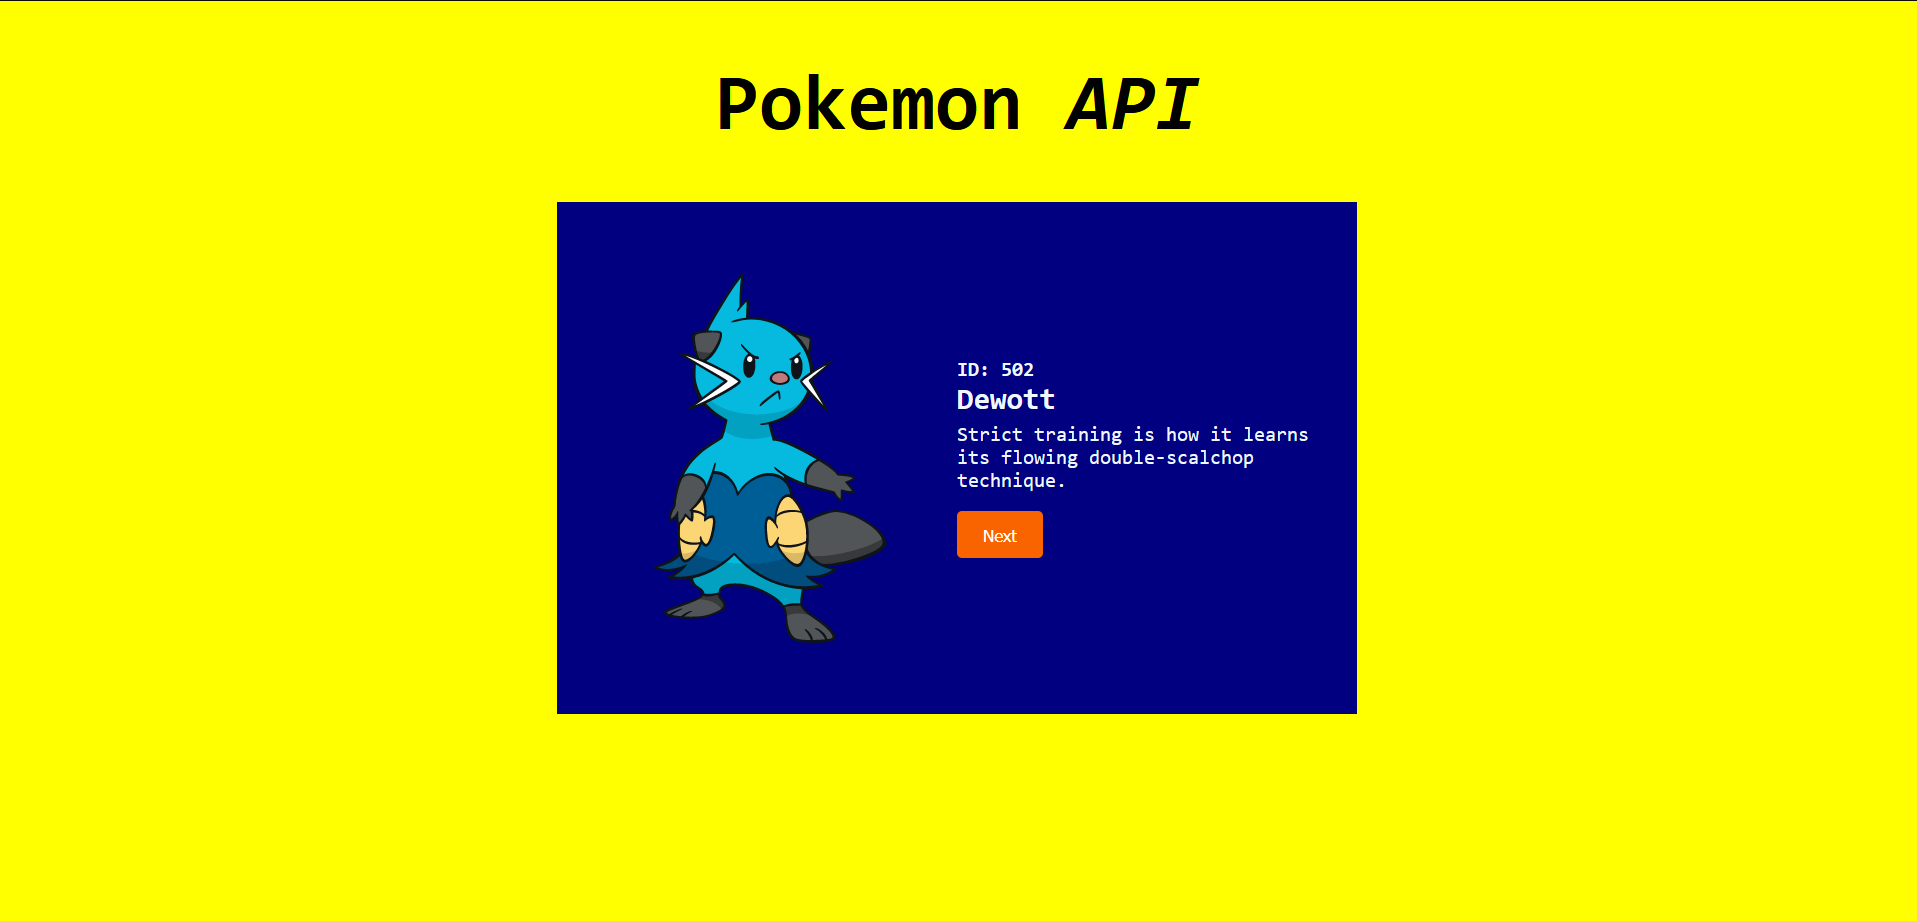 Pokemon API
ID: 502
Dewott
Strict training is how it learns
its flowing double-scalchop
technique.
Next